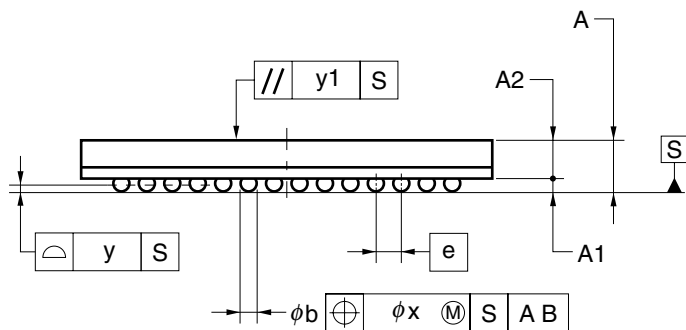 A
// y1 S
A2
S
⌓ y S
e
A1
ϕb ⌖ ϕx Ⓜ S A B